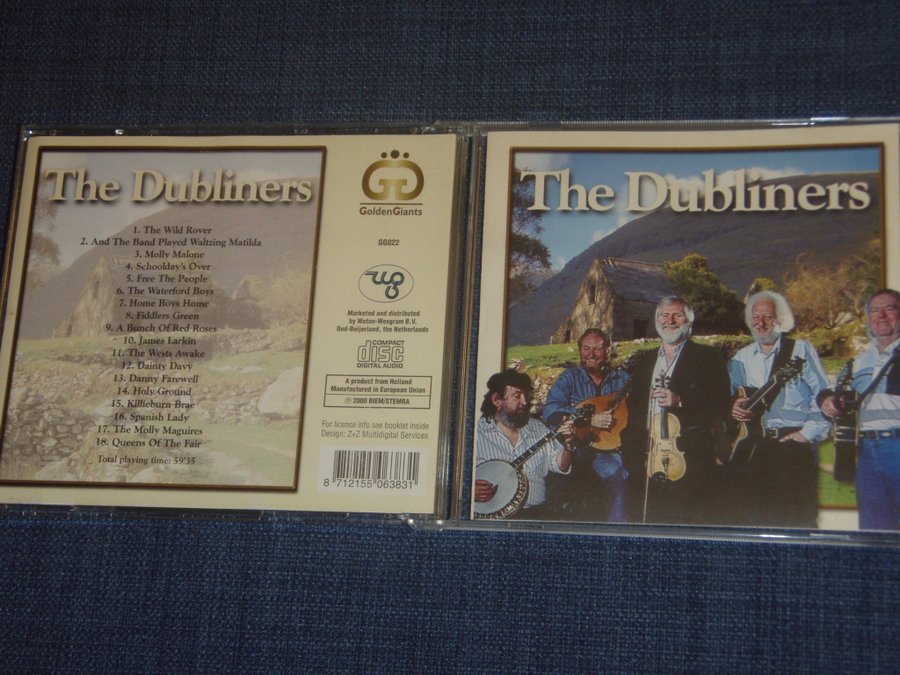 The Dubliners
1. The Wild Rover
2. And The Band Played Waltzing Matilda
3. Molly Malone
4. Schoolday's Over
5. Free The People
6. The Waterford Boys
7. Home Boys Home
8. Fiddlers Green
9. A Bunch Of Red Roses
10. James Larkin
11. The Wests Awake
12. Dainty Davy
13. Danny Farewell
14. Holy Ground
15. Killieburn Brae
16. Spanish Lady
17. The Molly Maguires
18. Queens Of The Fair
Total playing time: 59'35
GG
GoldenGiants
GG022
wg
Marketed and distributed
by Weton-Wesgram B.V.
Oud-Beijerland, the Netherlands
COMPACT
disc
DIGITAL AUDIO
A product from Holland
Manufactured in European Union
℗ 2000 BIEM/STEMRA
For license info see booklet Inside
Design: Z+Z Multidigital Services
8 712155 063831
The Dubliners